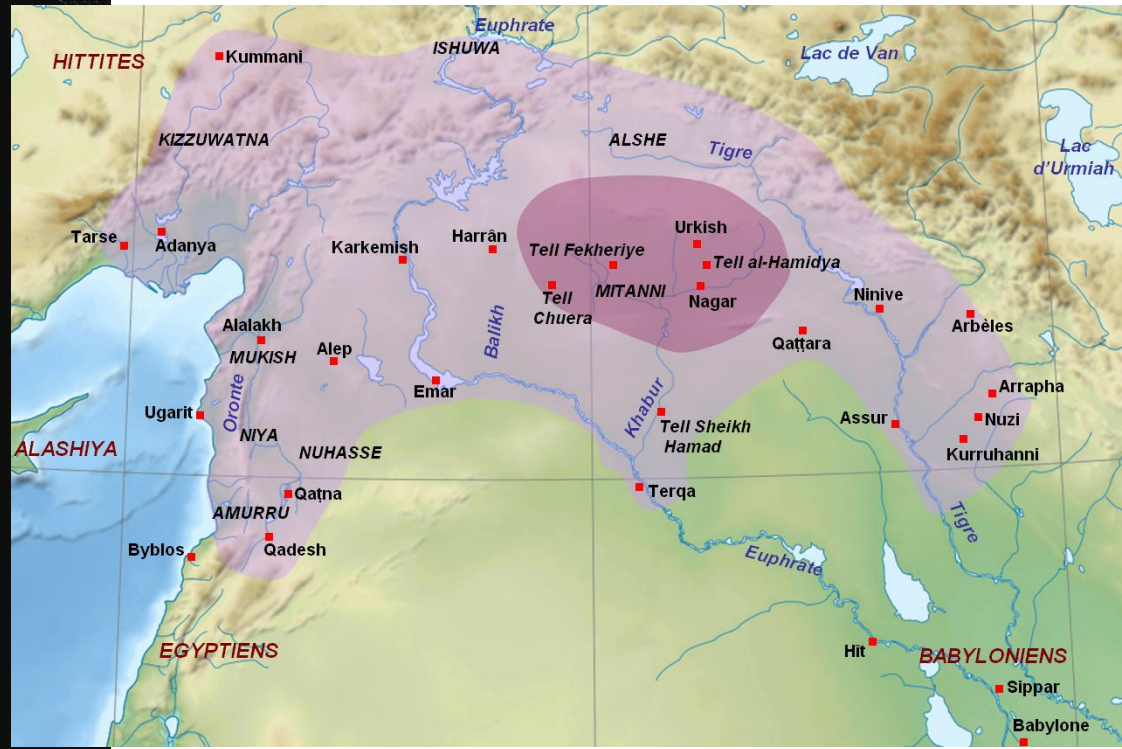 Euphrate
ISHUWA
Lac de Van
HITTITES
Kummani
KIZZUWATNA
ALSHE
Tigre
Lac
d'Urmiah
Tarse
Adanya
Karkemish
Harrân
Urkish
Tell Fekheriye
Tell al-Hamidya
MITANNI
Nagar
Tell
Chuera
Ninive
Arbèles
Alalakh
MUKISH
Alep
Balikh
Qaṭṭara
Emar
Oronte
Ugarit
Khabur
Arrapha
Assur
Nuzi
Tell Sheikh
Hamad
Kurruhanni
ALASHIYA
NIYA
NUHASSE
Qaṭna
Terqa
AMURRU
Tigre
Byblos
Qadesh
Euphrate
EGYPTIENS
Hît
BABYLONIENS
Sippar
Babylone